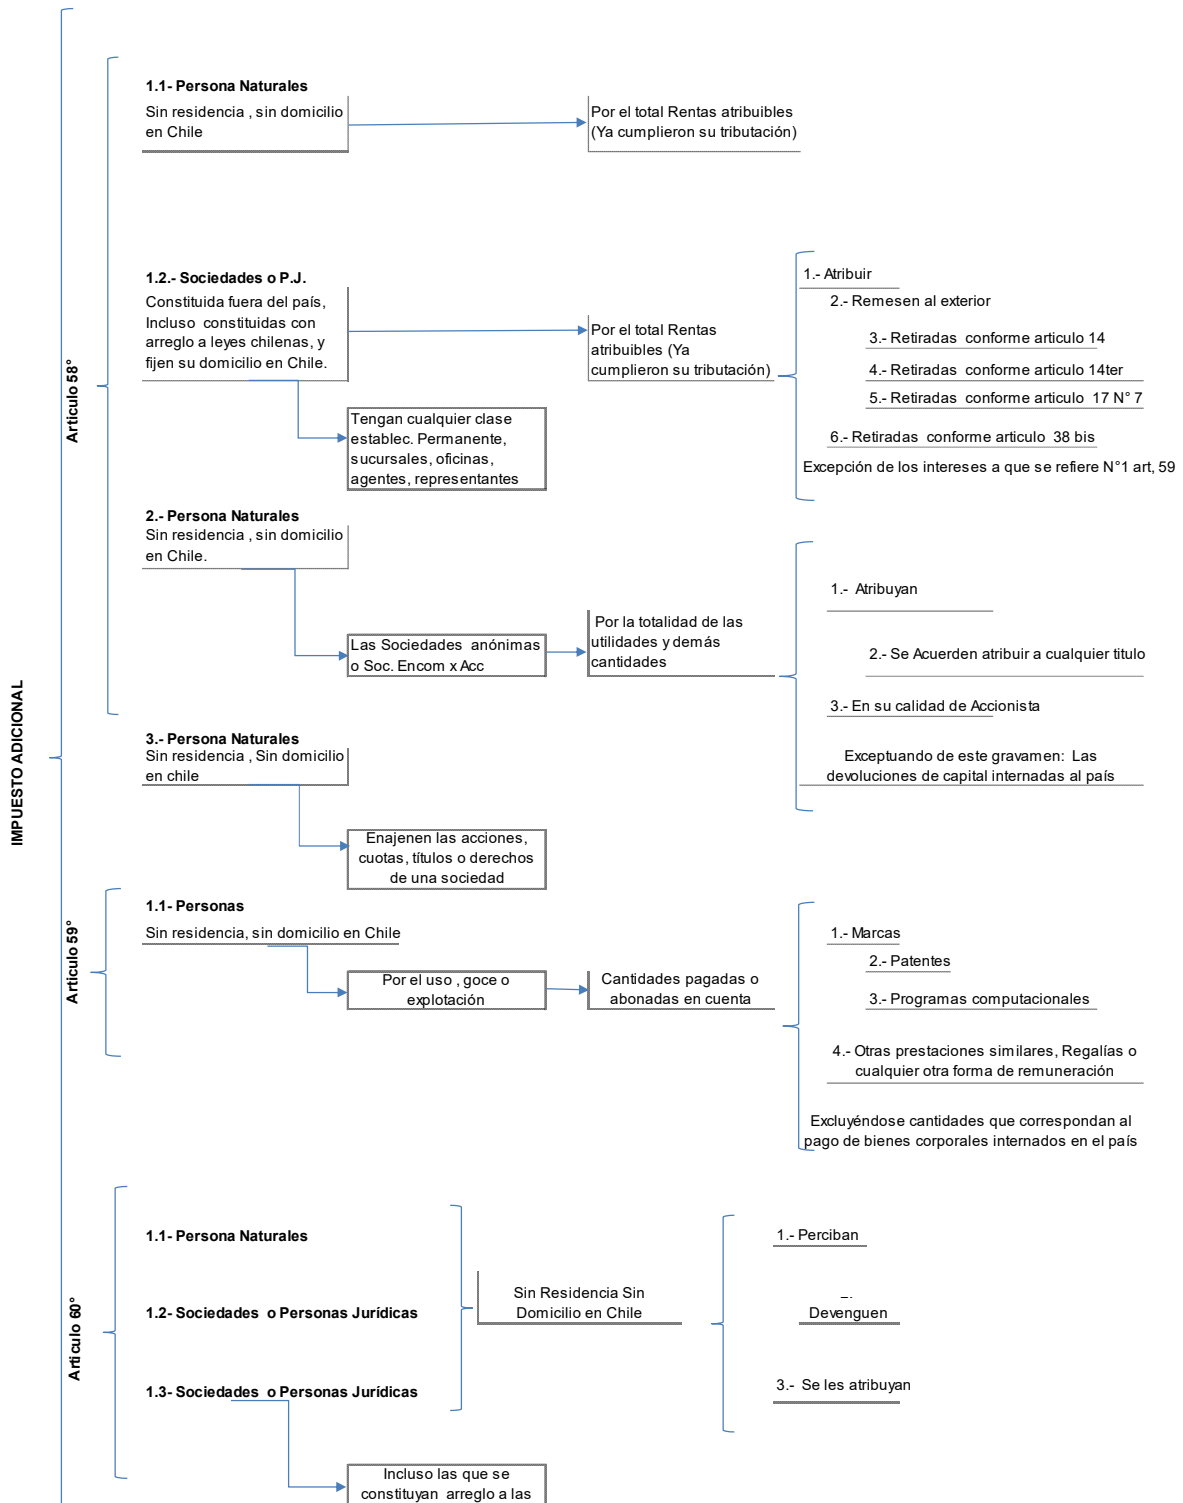 IMPUESTO ADICIONAL
Articulo 58°
1.1- Persona Naturales
Sin residencia , sin domicilio
en Chile
Por el total Rentas atribuibles
(Ya cumplieron su tributación)
1.2.- Sociedades o P.J.
Constituida fuera del país,
Incluso constituidas con
arreglo a leyes chilenas, y
fijen su domicilio en Chile.
Por el total Rentas
atribuibles (Ya
cumplieron su tributación)
1.- Atribuir
2.- Remesen al exterior
3.- Retiradas conforme articulo 14
4.- Retiradas conforme articulo 14ter
5.- Retiradas conforme articulo 17 N° 7
6.- Retiradas conforme articulo 38 bis
Excepción de los intereses a que se refiere N°1 art, 59
Tengan cualquier clase
establec. Permanente,
sucursales, oficinas,
agentes, representantes
2.- Persona Naturales
Sin residencia , sin domicilio
en Chile.
Las Sociedades anónimas
o Soc. Encom x Acc
Por la totalidad de las
utilidades y demás
cantidades
1.- Atribuyan
2.- Se Acuerden atribuir a cualquier titulo
3.- En su calidad de Accionista
Exceptuando de este gravamen: Las
devoluciones de capital internadas al país
3.- Persona Naturales
Sin residencia , Sin domicilio
en chile
Enajenen las acciones,
cuotas, títulos o derechos
de una sociedad
Articulo 59°
1.1- Personas
Sin residencia, sin domicilio en Chile
Por el uso , goce o
explotación
Cantidades pagadas o
abonadas en cuenta
1.- Marcas
2.- Patentes
3.- Programas computacionales
4.- Otras prestaciones similares, Regalías o
cualquier otra forma de remuneración
Excluyéndose cantidades que correspondan al
pago de bienes corporales internados en el país
Articulo 60°
1.1- Persona Naturales
1.2- Sociedades o Personas Jurídicas
1.3- Sociedades o Personas Jurídicas
Sin Residencia Sin
Domicilio en Chile
1.- Perciban
Devenguen
3.- Se les atribuyan
Incluso las que se
constituyan arreglo a las